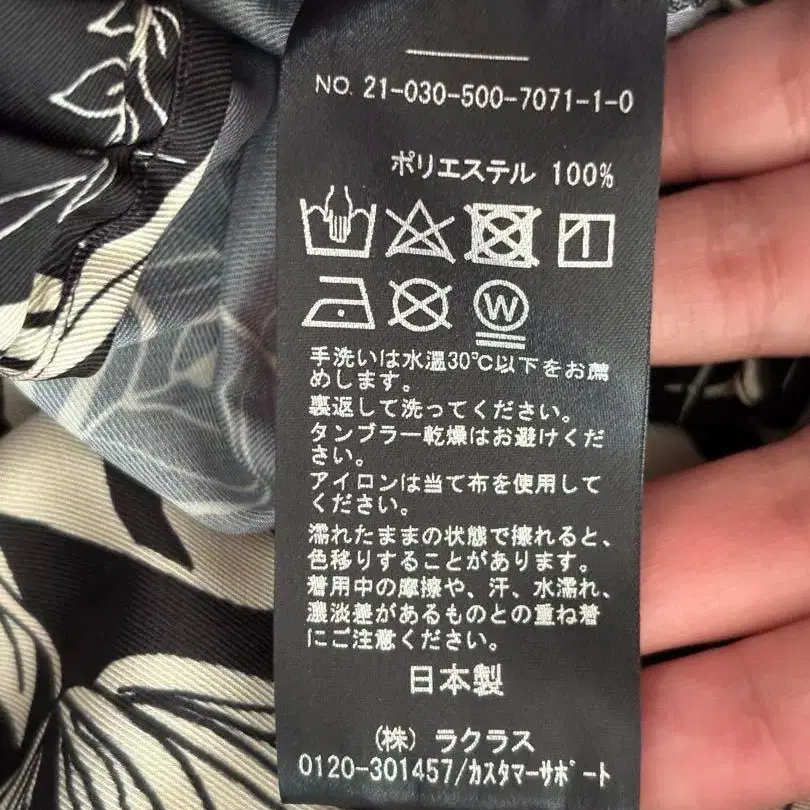 NO. 21-030-500-7071-1-0
ポリエステル 100%
W
手洗いは水温30℃以下をお薦
めします。
裏返して洗ってください。
タンブラー乾燥はお避けくだ
さい。
アイロンは当て布を使用して
ください。
濡れたままの状態で擦れると、
色移りすることがあります。
着用中の摩擦や、汗、水濡れ、
濃淡差があるものとの重ね着
にご注意ください。
日本製
(株) ラクラス
0120-301457/カスタマーサポート